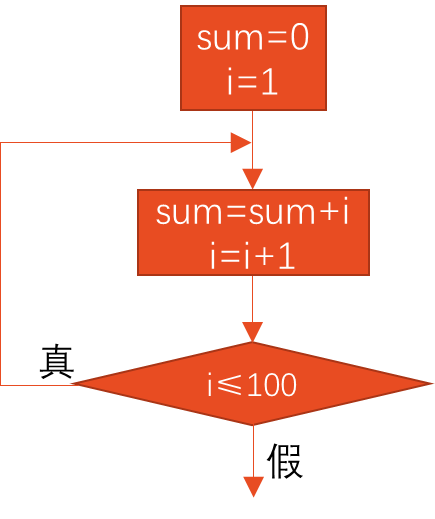 sum=0
i=1
sum=sum+i
i=i+1
真
i≤100
假